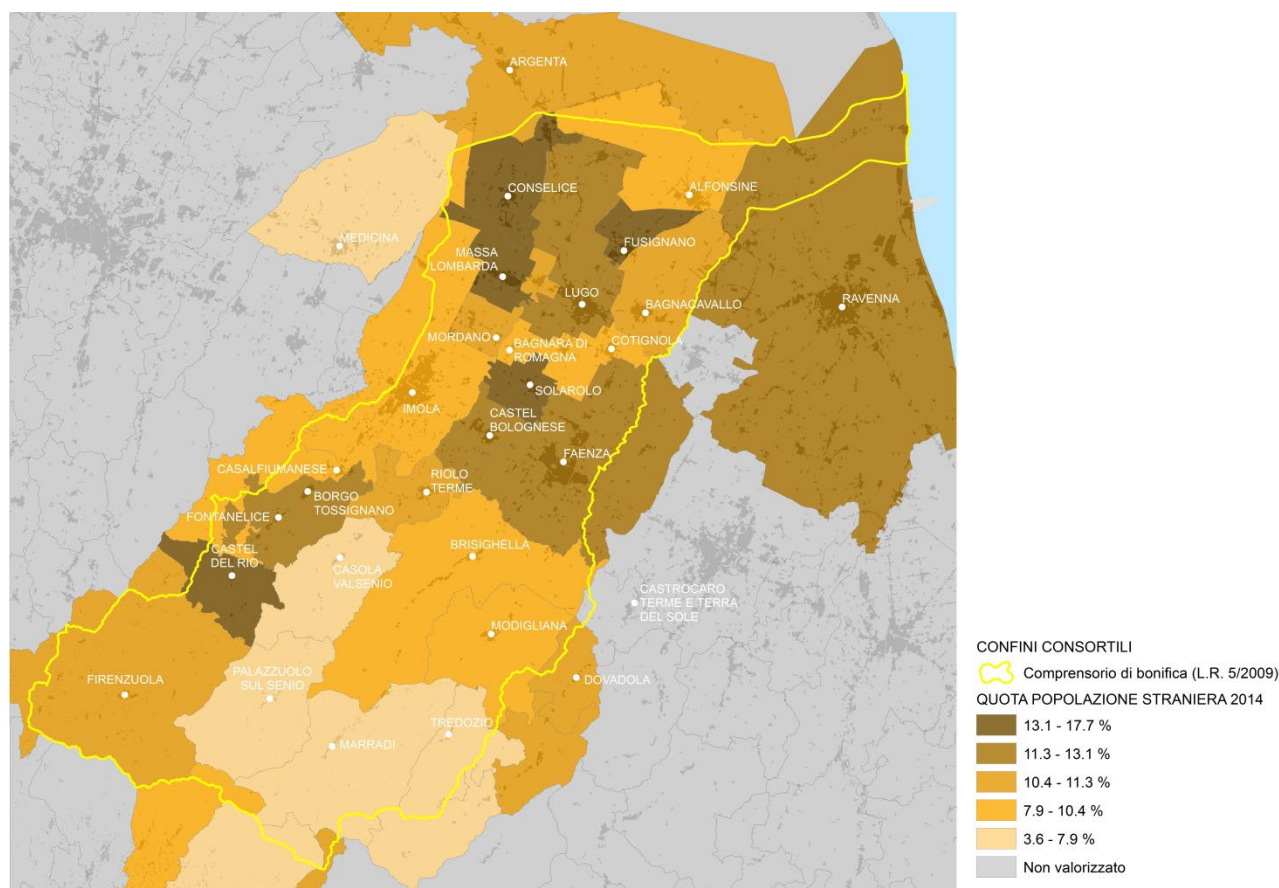 ARGENTA
CONSELICE
ALFONSINE
MEDICINA
FUSIGNANO
MASSA
LOMBARDA
LUGO
BAGNACAVALLO
RAVENNA
MORDANO
BAGNARA DI
ROMAGNA
COTIGNOLA
SOLAROLO
IMOLA
CASTEL
BOLOGNESE
FAENZA
CASALFIUMANESE
RIOLO
TERME
BORGO
TOSSIGNANO
FONTANELICE
CASTEL
DEL RIO
CASOLA
VALSENIO
BRISIGHELLA
CASTROCARO
TERME E TERRA
DEL SOLE
MODIGLIANA
FIRENZUOLA
PALAZZUOLO
SUL SENIO
DOVADOLA
TREDOZIO
MARRADI
CONFINI CONSORTILI
Comprensorio di bonifica (L.R. 5/2009)
QUOTA POPOLAZIONE STRANIERA 2014
13.1 - 17.7 %
11.3 - 13.1 %
10.4 - 11.3 %
7.9 - 10.4 %
3.6 - 7.9 %
Non valorizzato